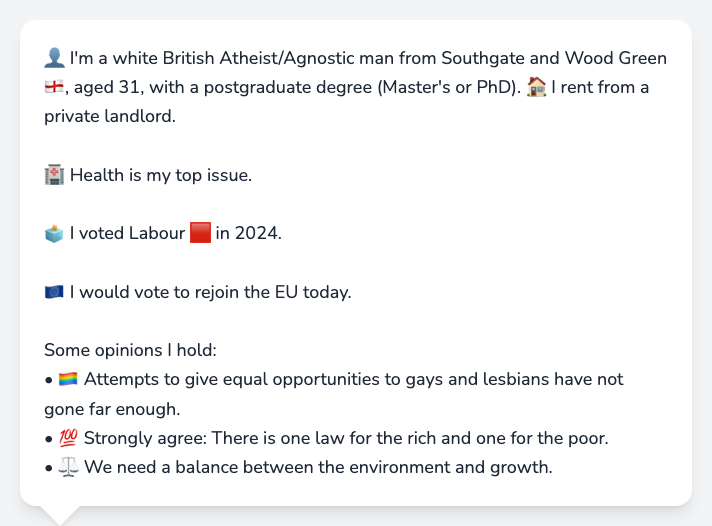 👤 I'm a white British Atheist/Agnostic man from Southgate and Wood Green
🏴󠁧󠁢󠁥󠁮󠁧󠁿, aged 31, with a postgraduate degree (Master's or PhD). 🏠 I rent from a
private landlord.
🏥 Health is my top issue.
🗳️ I voted Labour 🟥 in 2024.
🇪🇺 I would vote to rejoin the EU today.
Some opinions I hold:
• 🏳️‍🌈 Attempts to give equal opportunities to gays and lesbians have not
gone far enough.
• 💯 Strongly agree: There is one law for the rich and one for the poor.
• ⚖️ We need a balance between the environment and growth.